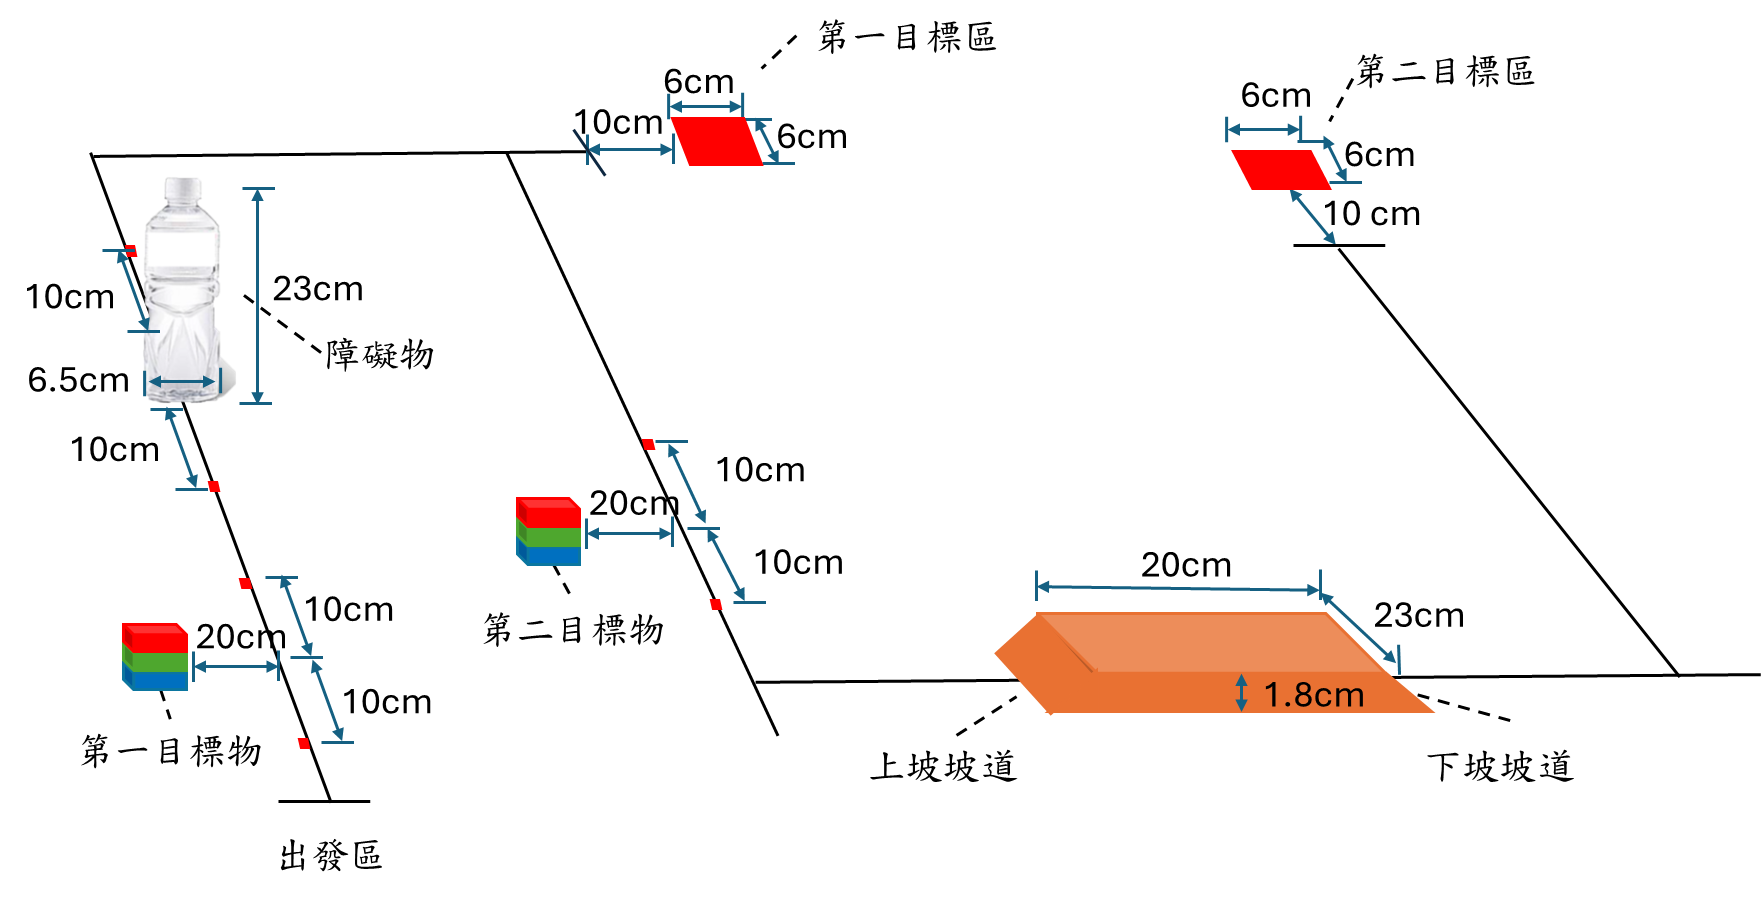 第一目標區
6cm
10cm
6cm
第二目標區
6cm
6cm
10 cm
10cm
23cm
障礙物
6.5cm
10cm
10cm
20cm
10cm
第二目標物
20cm
23cm
1.8cm
上坡坡道
下坡坡道
10cm
20cm
10cm
第一目標物
出發區